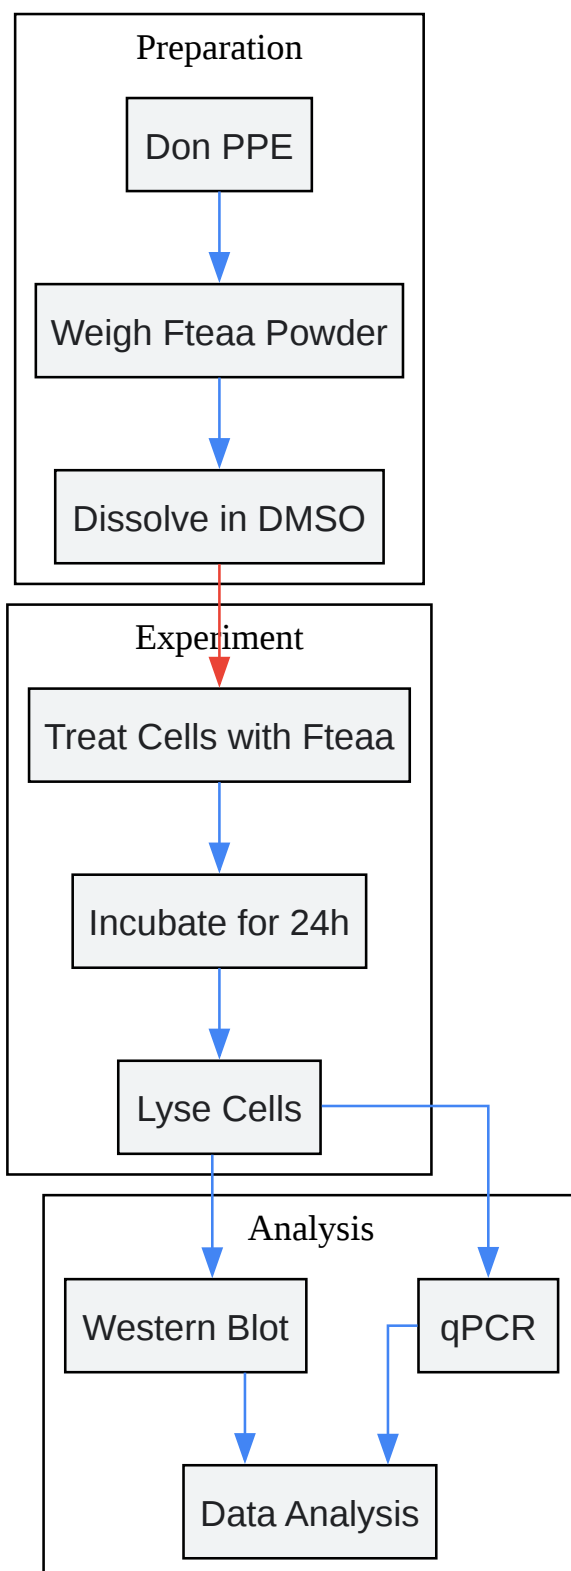 Preparation
Don PPE
Weigh Fteaa Powder
Dissolve in DMSO
Experiment
Treat Cells with Fteaa
Incubate for 24h
Lyse Cells
Analysis
Western Blot
qPCR
Data Analysis